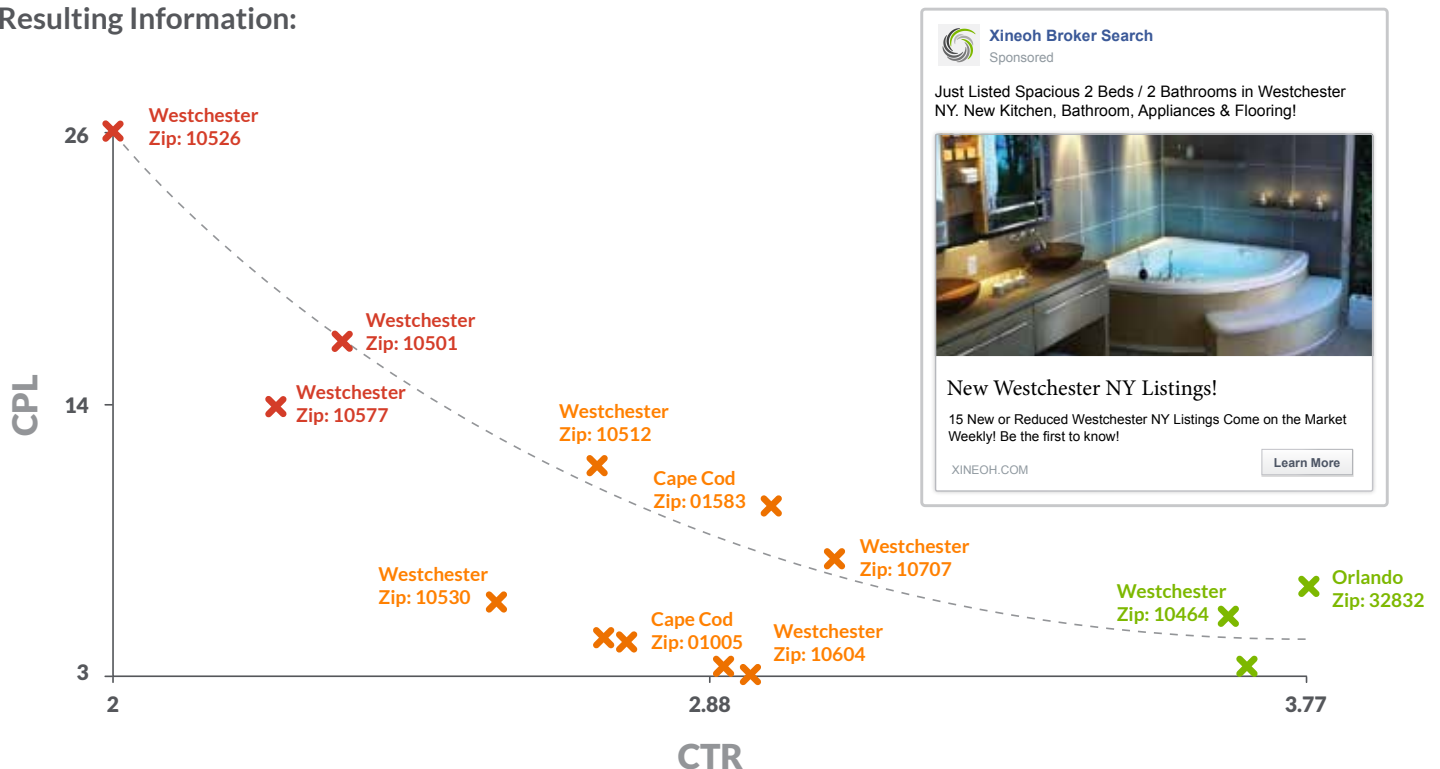 Resulting Information:
Xineoh Broker Search
Sponsored
Just Listed Spacious 2 Beds / 2 Bathrooms in Westchester
NY. New Kitchen, Bathroom, Appliances & Flooring!
New Westchester NY Listings!
15 New or Reduced Westchester NY Listings Come on the Market
Weekly! Be the first to know!
XINEOH.COM
Learn More
CPL
26
14
3
Westchester
Zip: 10526
Westchester
Zip: 10501
Westchester
Zip: 10577
Westchester
Zip: 10512
Cape Cod
Zip: 01583
Westchester
Zip: 10707
Westchester
Zip: 10530
Cape Cod
Zip: 01005
Westchester
Zip: 10604
Westchester
Zip: 10464
Orlando
Zip: 32832
2
2.88
3.77
CTR